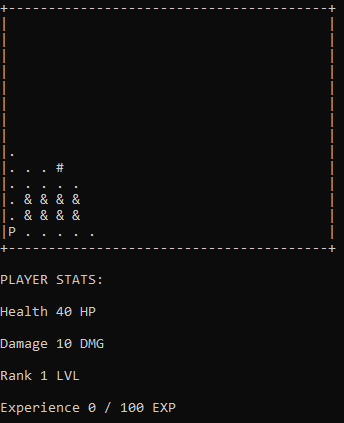 +----------------------------------------+
|                                        |
|                                        |
|                                        |
|                                        |
|                                        |
|                                        |
|                                        |
|                                        |
|.                                       |
|. . . #                                 |
|. . . . .                               |
|. & & & &                               |
|. & & & &                               |
|P . . . . .                             |
+----------------------------------------+
PLAYER STATS:
Health 40 HP
Damage 10 DMG
Rank 1 LVL
Experience 0 / 100 EXP